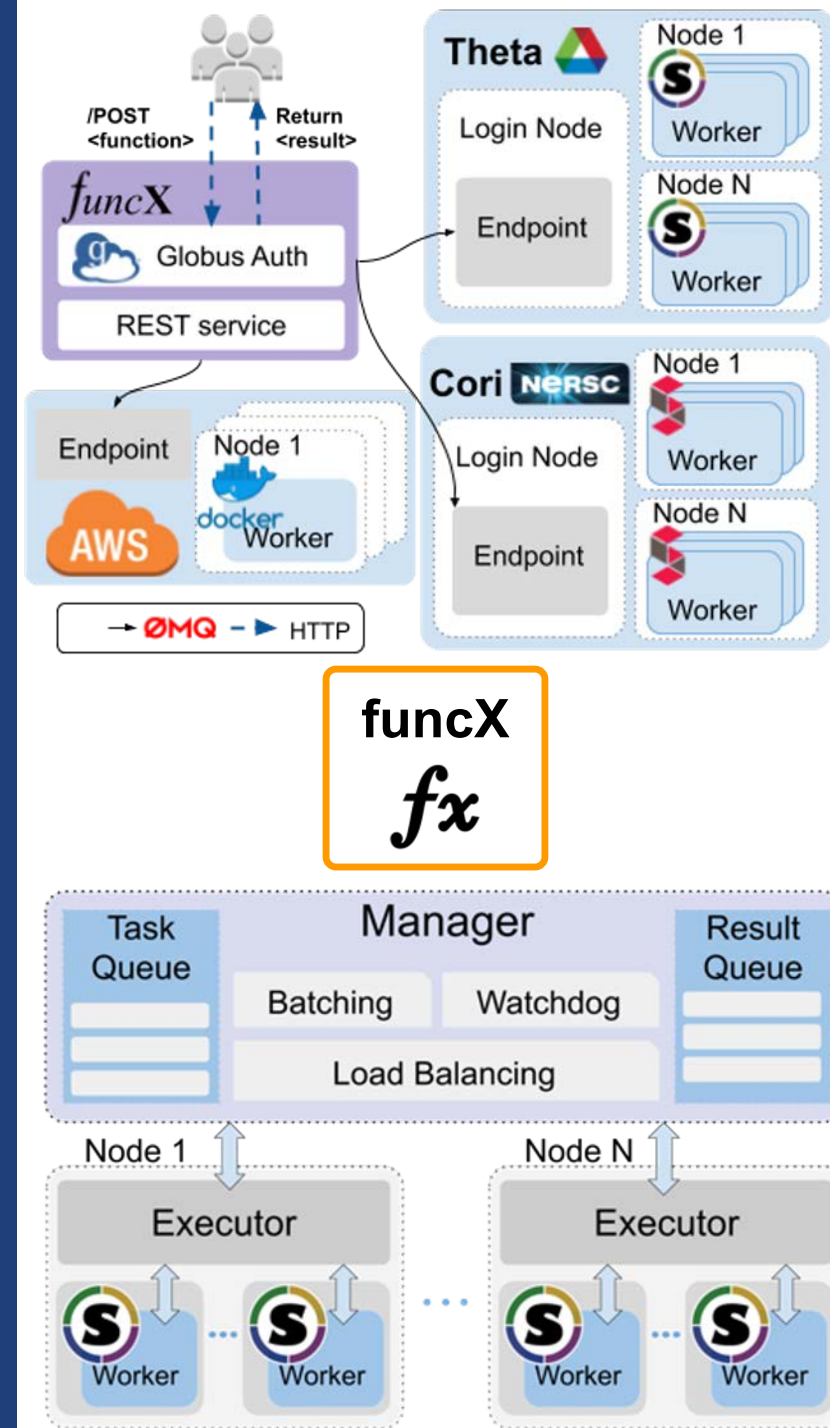 /POST
<function>
Return
<result>
funcX
g
Globus Auth
REST service
Endpoint
AWS
Node 1
docker
Worker
→ ØMQ – ► HTTP
Theta
Login Node
Endpoint
Node 1
S
Worker
Node N
S
Worker
Cori NERSC
Login Node
Endpoint
Node 1
Worker
Node N
Worker
funcX
fx
Task
Queue
Manager
Batching
Watchdog
Load Balancing
Result
Queue
Node 1
Executor
S
Worker
...
S
Worker
...
Node N
Executor
S
Worker
...
S
Worker